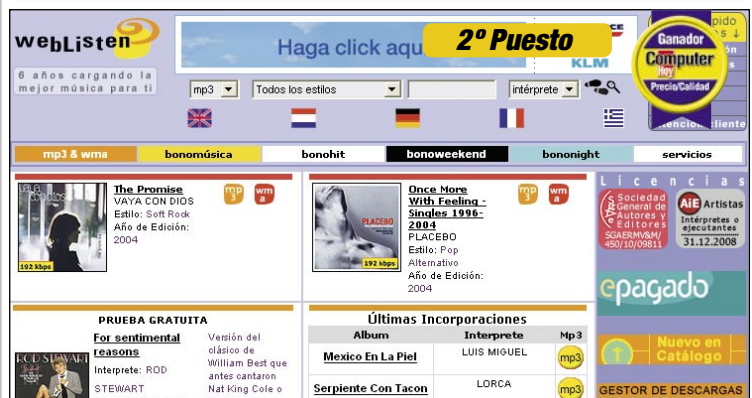 webListen
6 años cargando la
mejor música para ti
Haga click aqu
2º Puesto
KLM
Ganador
Computer
Hoy
Precio/Calidad
pido
mp3
Todos los estilos
intérprete
cliente
mp3 & wma
bonomúsica
bonohit
bonoweekend
bononight
servicios
The Promise
VAYA CON DIOS
Estilo: Soft Rock
Año de Edición:
2004
mp3
wma
192 kbps
Once More
With Feeling -
Singles 1996-
2004
PLACEBO
Estilo: Pop
Alternativo
Año de Edición:
2004
mp3
wma
PLACEBO
192 kbps
Licencias
Sociedad
General de
Autores y
Editores
SGAERMV&M/
450/10/09811
AiE Artistas
Intérpretes o
ejecutantes
31.12.2008
epagado
Nuevo en
Catálogo
GESTOR DE DESCARGAS
PRUEBA GRATUITA
For sentimental
reasons
Interprete: ROD
STEWART
ROD STEWART
Versión del
clásico de
William Best que
antes cantaron
Nat King Cole o
Últimas Incorporaciones
Album Interprete Mp3
Mexico En La Piel LUIS MIGUEL mp3
Serpiente Con Tacon LORCA mp3